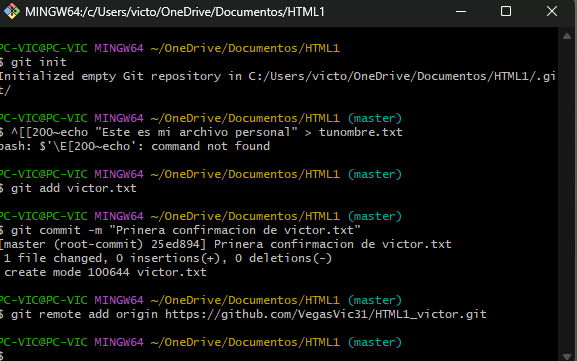 MINGW64:/c/Users/victo/OneDrive/Documentos/HTML1
PC-VIC@PC-VIC MINGW64 ~/OneDrive/Documentos/HTML1
$ git init
Initialized empty Git repository in C:/Users/victo/OneDrive/Documentos/HTML1/.gi
t/
PC-VIC@PC-VIC MINGW64 ~/OneDrive/Documentos/HTML1 (master)
$ ^[[200~echo "Este es mi archivo personal" > tunombre.txt
bash: $'\E[200~echo': command not found
PC-VIC@PC-VIC MINGW64 ~/OneDrive/Documentos/HTML1 (master)
$ git add victor.txt
PC-VIC@PC-VIC MINGW64 ~/OneDrive/Documentos/HTML1 (master)
$ git commit -m "Prinera confirmacion de victor.txt"
[master (root-commit) 25ed894] Prinera confirmacion de victor.txt
1 file changed, 0 insertions(+), 0 deletions(-)
create mode 100644 victor.txt
PC-VIC@PC-VIC MINGW64 ~/OneDrive/Documentos/HTML1 (master)
$ git remote add origin https://github.com/VegasVic31/HTML1_victor.git
PC-VIC@PC-VIC MINGW64 ~/OneDrive/Documentos/HTML1 (master)
$